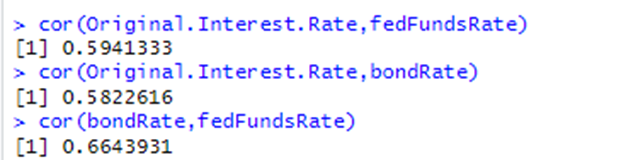 > cor(Original.Interest.Rate,fedFundsRate)
[1] 0.5941333
> cor(Original.Interest.Rate,bondRate)
[1] 0.5822616
> cor(bondRate,fedFundsRate)
[1] 0.6643931